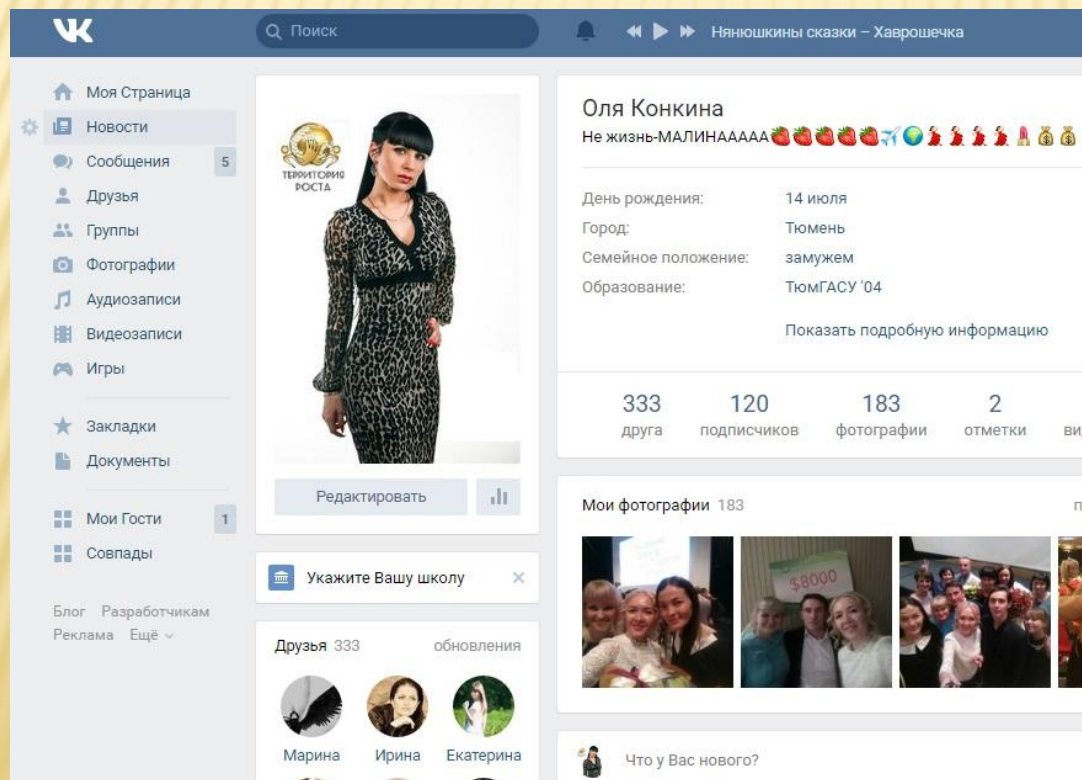 Поиск
Нянюшкины сказки – Хаврошечка
Моя Страница
Новости
Сообщения 5
Друзья
Группы
Фотографии
Аудиозаписи
Видеозаписи
Игры
Закладки
Документы
Мои Гости 1
Совпады
Блог Разработчикам
Реклама Ещё
ТЕРРИТОРИЯ
РОСТА
Редактировать
Укажите Вашу школу
Друзья 333 обновления
Марина Ирина Екатерина
Оля Конкина
Не жизнь-МАЛИНААААА🍓🍓🍓🍓🍓✈🌍💃💃💃💃💄💰💰
День рождения: 14 июля
Город: Тюмень
Семейное положение: замужем
Образование: ТюмГАСУ '04
Показать подробную информацию
333 120 183 2
друга подписчиков фотографии отметки
Мои фотографии 183
$8000
Что у Вас нового?